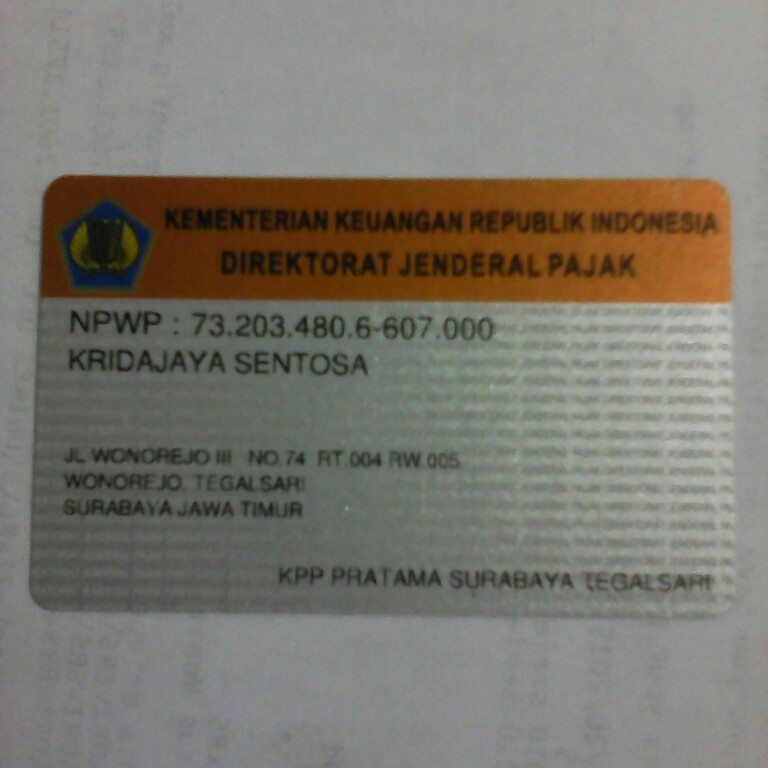 KEMENTERIAN KEUANGAN REPUBLIK INDONESIA
DIREKTORAT JENDERAL PAJAK
NPWP : 73.203.480.6-607.000
KRIDAJAYA SENTOSA
JL WONOREJO III NO.74 RT.004 RW.005
WONOREJO, TEGALSARI
SURABAYA JAWA TIMUR
KPP PRATAMA SURABAYA TEGALSARI